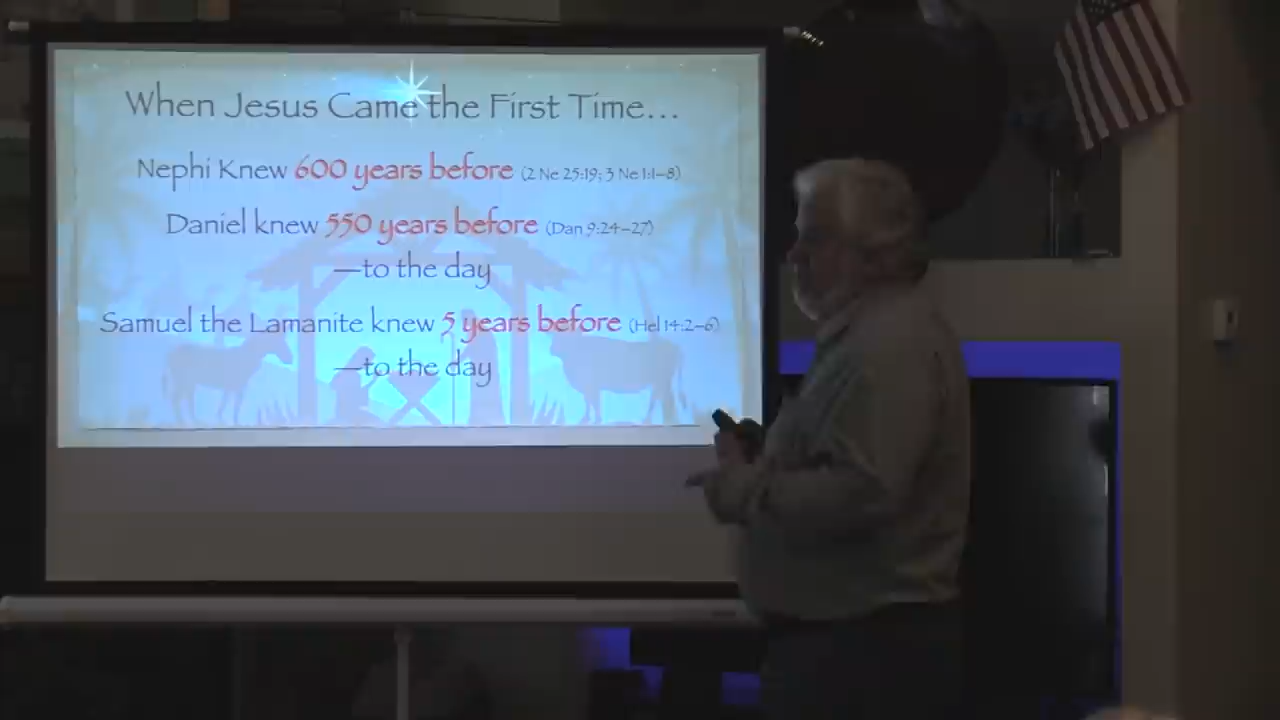 When Jesus Came the First Time...
Nephi Knew 600 years before (2 Ne 25:19; 3 Ne 1:1–8)
Daniel knew 550 years before (Dan 9:24–27)
—to the day
Samuel the Lamanite knew 5 years before (Hel 14:2–6)
—to the day